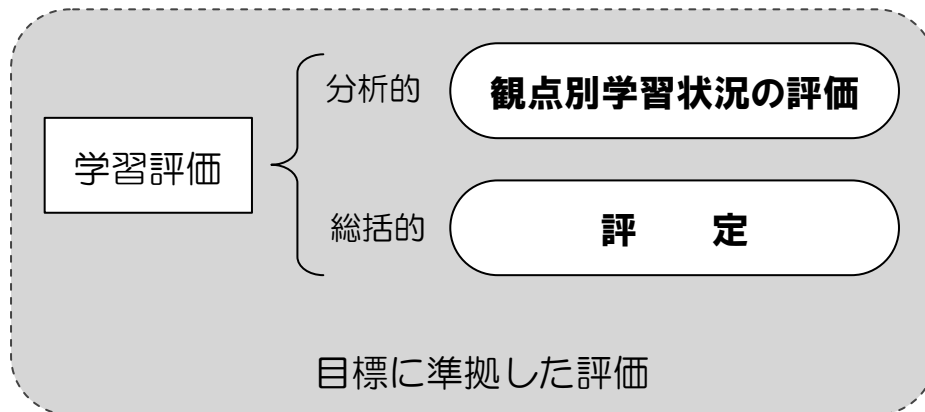 分析的
観点別学習状況の評価
学習評価
総括的
評　　定
目標に準拠した評価